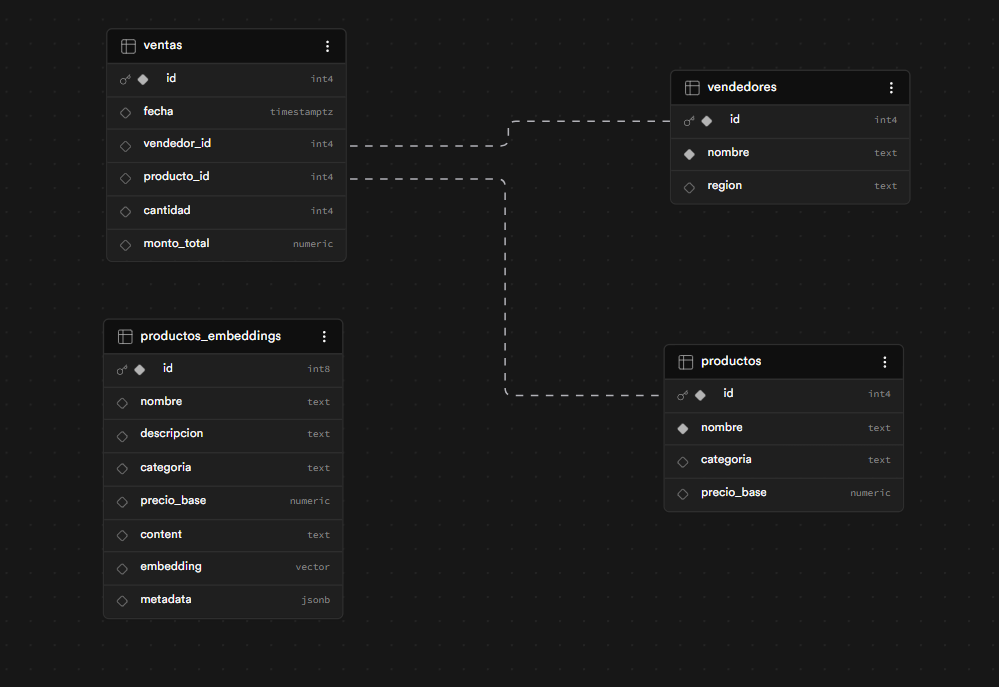 ventas
id int4
fecha timestamptz
vendedor_id int4
producto_id int4
cantidad int4
monto_total numeric
vendedores
id int4
nombre text
region text
productos_embeddings
id int8
nombre text
descripcion text
categoria text
precio_base numeric
content text
embedding vector
metadata jsonb
productos
id int4
nombre text
categoria text
precio_base numeric